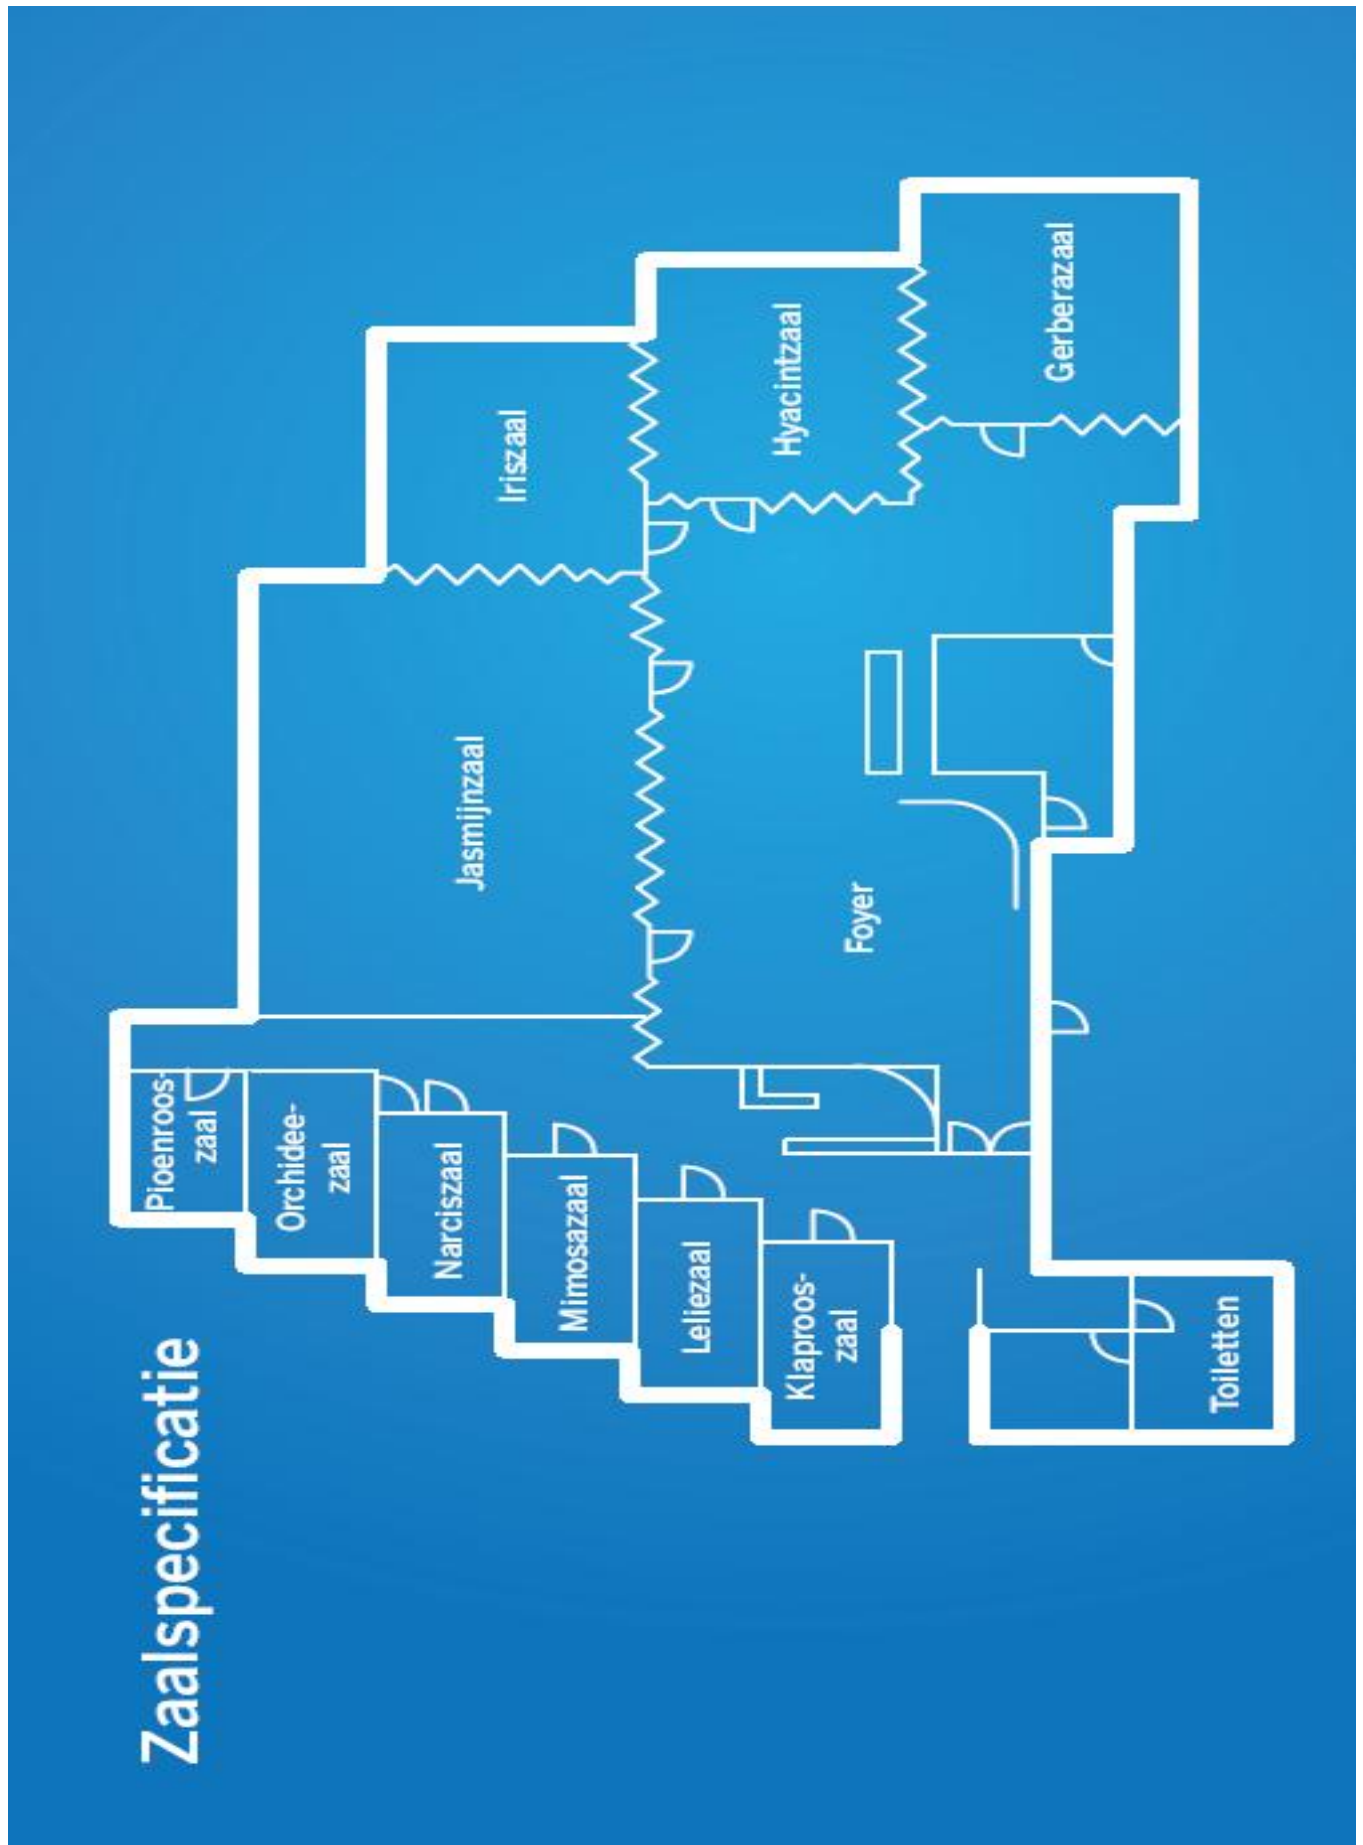 Zaalspecificatie
Pioenroos-
zaal
Orchidee-
zaal
Narciszaal
Mimosazaal
Leliezaal
Klaproos-
zaal
Jasmijnzaal
Iriszaal
Hyacintzaal
Gerberazaal
Foyer
Toiletten